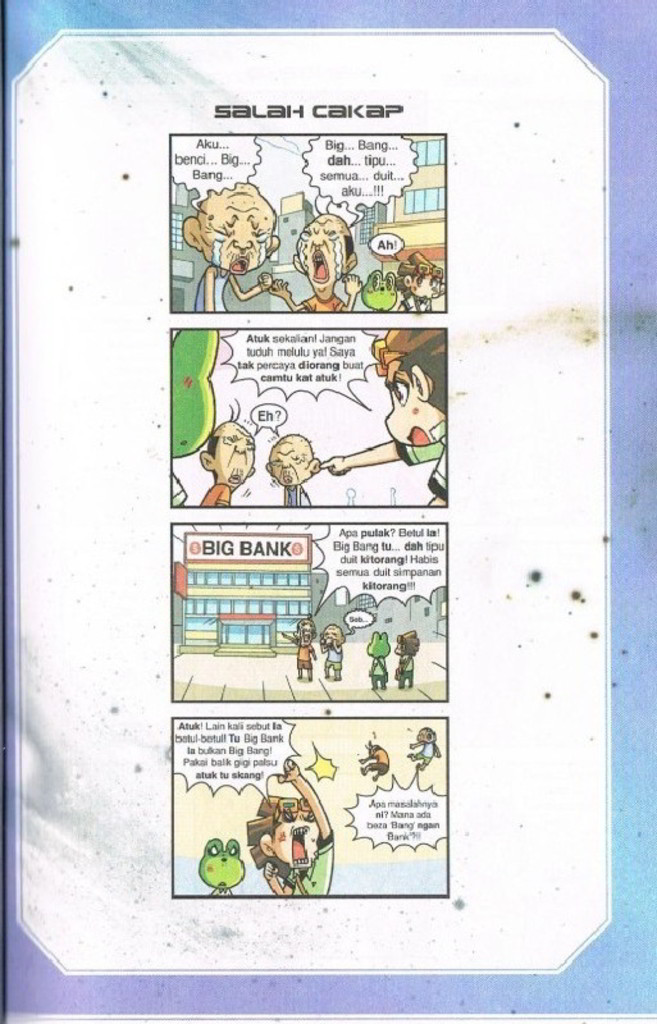 SALAH CAKAP
Aku...
benci... Big...
Bang...
Big... Bang...
dah... tipu...
semua... duit...
aku...!!!
Ah!
Atuk sekalian! Jangan
tuduh melulu ya! Saya
tak percaya diorang buat
camtu kat atuk!
Eh?
BIG BANK
Apa pulak? Betul la!
Big Bang tu... dah tipu
duit kitorang! Habis
semua duit simpanan
kitorang!!!
Sob...
Atuk! Lain kali sebut la
betul-betul! Tu Big Bank
la bukan Big Bang!
Pakai balik gigi palsu
atuk tu skang!
Apa masalahnya
ni? Mana ada
beza 'Bang' ngan
'Bank'?!!